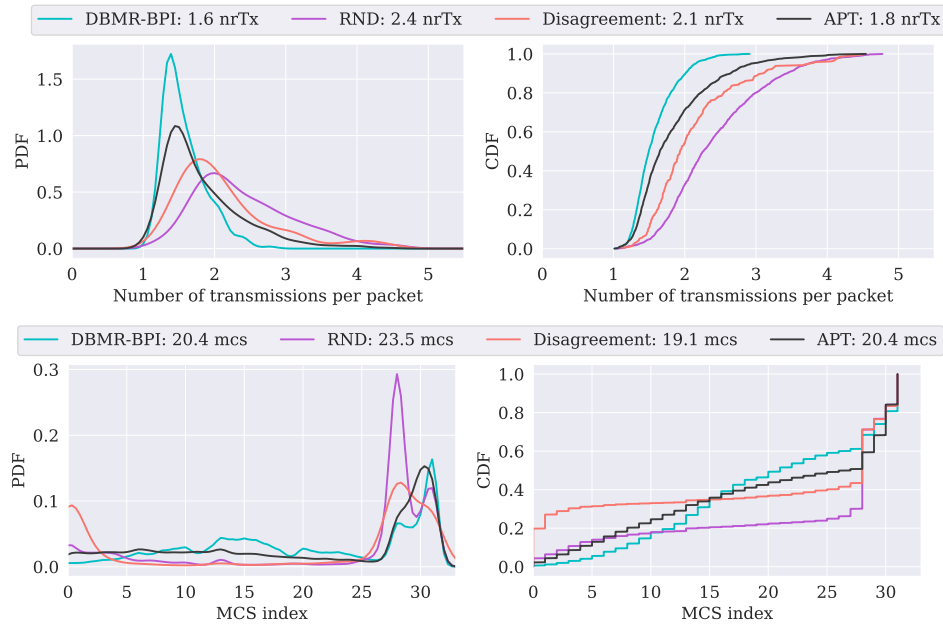 DBMR-BPI: 1.6 nrTx RND: 2.4 nrTx Disagreement: 2.1 nrTx APT: 1.8 nrTx
PDF
1.5
1.0
0.5
0.0
0 1 2 3 4 5
Number of transmissions per packet
CDF
1.0
0.8
0.6
0.4
0.2
0.0
0 1 2 3 4 5
Number of transmissions per packet
DBMR-BPI: 20.4 mcs RND: 23.5 mcs Disagreement: 19.1 mcs APT: 20.4 mcs
PDF
0.3
0.2
0.1
0.0
0 5 10 15 20 25 30
MCS index
CDF
1.0
0.8
0.6
0.4
0.2
0.0
0 5 10 15 20 25 30
MCS index